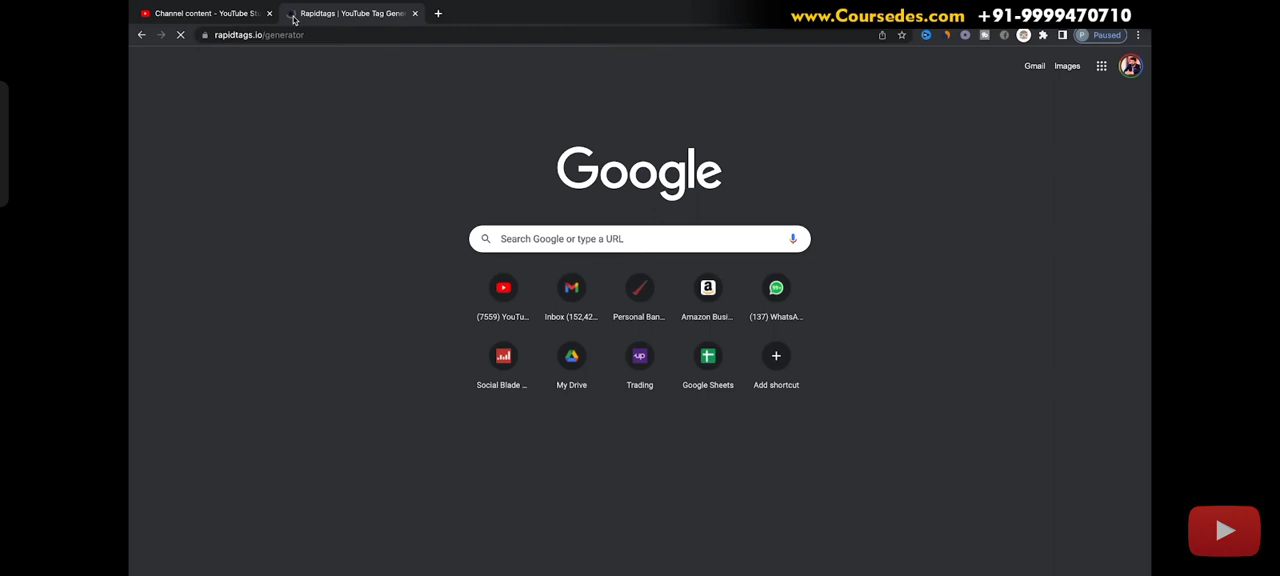 Channel content - YouTube St
Rapidtags | YouTube Tag Gene
www.Coursedes.com +91-9999470710
rapidtags.io/generator
P Paused
Gmail Images
Google
Search Google or type a URL
(7559) YouTu...
Inbox (152,42...
Personal Ban...
Amazon Busi...
(137) WhatsA...
Social Blade ...
My Drive
Trading
Google Sheets
Add shortcut